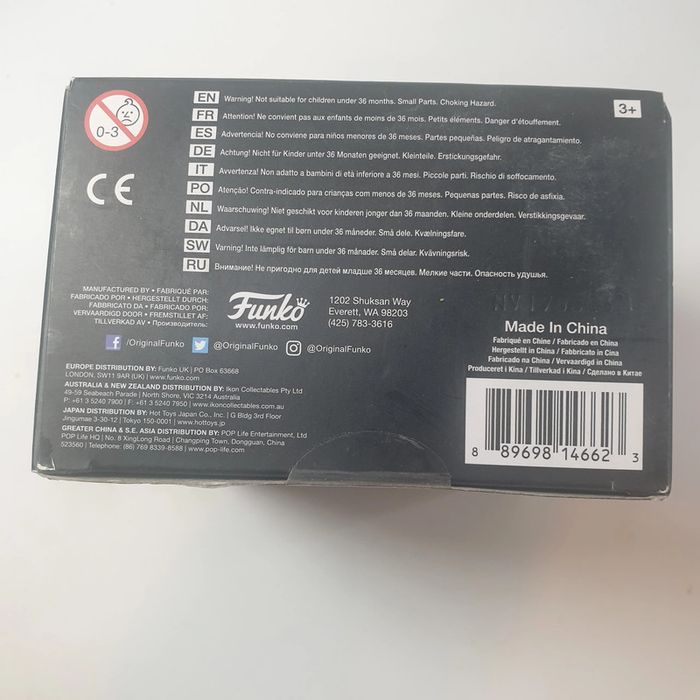 0-3
CE
EN Warning! Not suitable for children under 36 months. Small Parts. Choking Hazard.
FR Attention! Ne convient pas aux enfants de moins de 36 mois. Petits éléments. Danger d'étouffement.
ES Advertencia! No conviene para niños menores de 36 meses. Partes pequeñas. Peligro de atragantamiento.
DE Achtung! Nicht für Kinder unter 36 Monaten geeignet. Kleinteile. Erstickungsgefahr.
IT Avvertenza! Non adatto a bambini di età inferiore a 36 mesi. Piccole parti. Rischio di soffocamento.
PO Atenção! Contra-indicado para crianças com menos de 36 meses. Pequenas partes. Risco de asfixia.
NL Waarschuwing! Niet geschikt voor kinderen jonger dan 36 maanden. Kleine onderdelen. Verstikkingsgevaar.
DA Advarsel! Ikke egnet til børn under 36 måneder. Små dele. Kvælningsfare.
SW Varning! Inte lämplig för barn under 36 månader. Små delar. Kvävningsrisk.
RU Внимание! Не пригодно для детей младше 36 месяцев. Мелкие части. Опасность удушья.
3+
MANUFACTURED BY • FABRIQUÉ PAR:
FABRICADO POR • HERGESTELLT DURCH:
FABBRICATO DA • FABRICADO POR:
VERVAARDIGD DOOR • FREMSTILLET AF:
TILLVERKAD AV • Производитель:
Funko
www.funko.com
1202 Shuksan Way
Everett, WA 98203
(425) 783-3616
/OriginalFunko @OriginalFunko @OriginalFunko
EUROPE DISTRIBUTION BY: Funko UK | PO Box 63668
LONDON, SW11 9AR (UK) | www.funko.com
AUSTRALIA & NEW ZEALAND DISTRIBUTION BY: Ikon Collectables Pty Ltd
49-59 Seabeach Parade | North Shore, VIC 3214 Australia
P: +61 3 5240 7900 | F: +61 3 5240 7950 | www.ikoncollectables.com.au
JAPAN DISTRIBUTION BY: Hot Toys Japan Co., Inc. | G Bldg 3rd Floor
Jingumae 3-30-12 | Tokyo 150-0001 | www.hottoys.jp
GREATER CHINA & S.E. ASIA DISTRIBUTION BY: POP Life Entertainment, Ltd
POP Life HQ | No. 8 XingLong Road | Changping Town, Dongguan, China
523560 | Telephone: (86) 769 8339-8588 | www.pop-life.com
Made In China
Fabriqué en Chine / Fabricado en China
Hergestellt in China / Fabbricato in Cina
Fabricado na China / Vervaardigd in China
Produceret i Kina / Tillverkad i Kina / Сделано в Китае
8 89698 14662 3